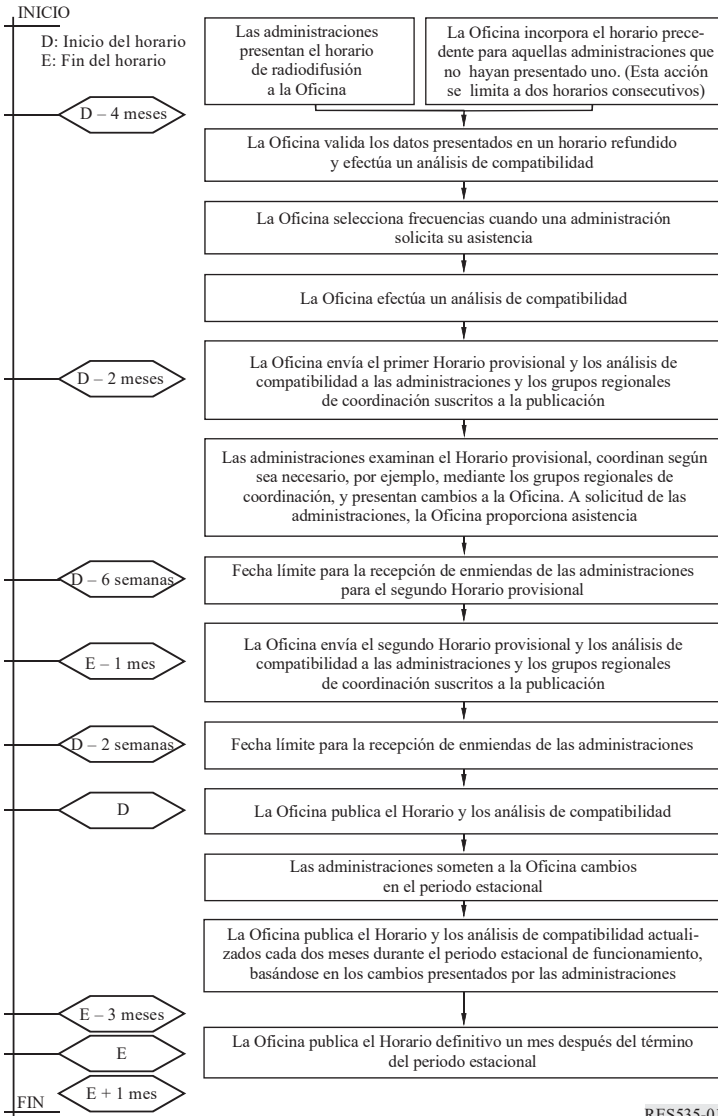 INICIO
D: Inicio del horario
E: Fin del horario
Las administraciones
presentan el horario
de radiodifusión
a la Oficina
La Oficina incorpora el horario prece-
dente para aquellas administraciones que
no hayan presentado uno. (Esta acción
se limita a dos horarios consecutivos)
D – 4 meses
La Oficina valida los datos presentados en un horario refundido
y efectúa un análisis de compatibilidad
La Oficina selecciona frecuencias cuando una administración
solicita su asistencia
La Oficina efectúa un análisis de compatibilidad
D – 2 meses
La Oficina envía el primer Horario provisional y los análisis de
compatibilidad a las administraciones y los grupos regionales
de coordinación suscritos a la publicación
Las administraciones examinan el Horario provisional, coordinan según
sea necesario, por ejemplo, mediante los grupos regionales de
coordinación, y presentan cambios a la Oficina. A solicitud de las
administraciones, la Oficina proporciona asistencia
D – 6 semanas
Fecha límite para la recepción de enmiendas de las administraciones
para el segundo Horario provisional
E – 1 mes
La Oficina envía el segundo Horario provisional y los análisis de
compatibilidad a las administraciones y los grupos regionales
de coordinación suscritos a la publicación
D – 2 semanas
Fecha límite para la recepción de enmiendas de las administraciones
D
La Oficina publica el Horario y los análisis de compatibilidad
Las administraciones someten a la Oficina cambios
en el periodo estacional
La Oficina publica el Horario y los análisis de compatibilidad actuali-
zados cada dos meses durante el periodo estacional de funcionamiento,
basándose en los cambios presentados por las administraciones
E – 3 meses
E
La Oficina publica el Horario definitivo un mes después del término
del periodo estacional
E + 1 mes
FIN
RES535-01